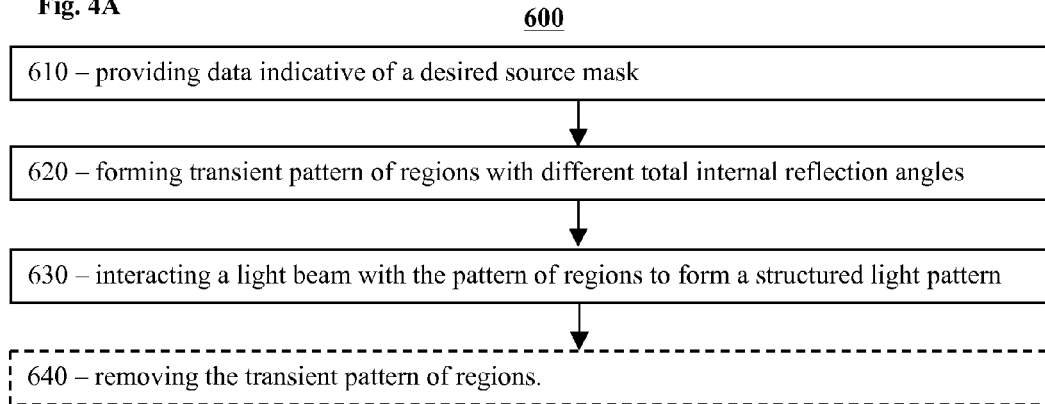 Fig. 4A
600
610 – providing data indicative of a desired source mask
620 – forming transient pattern of regions with different total internal reflection angles
630 – interacting a light beam with the pattern of regions to form a structured light pattern
640 – removing the transient pattern of regions.